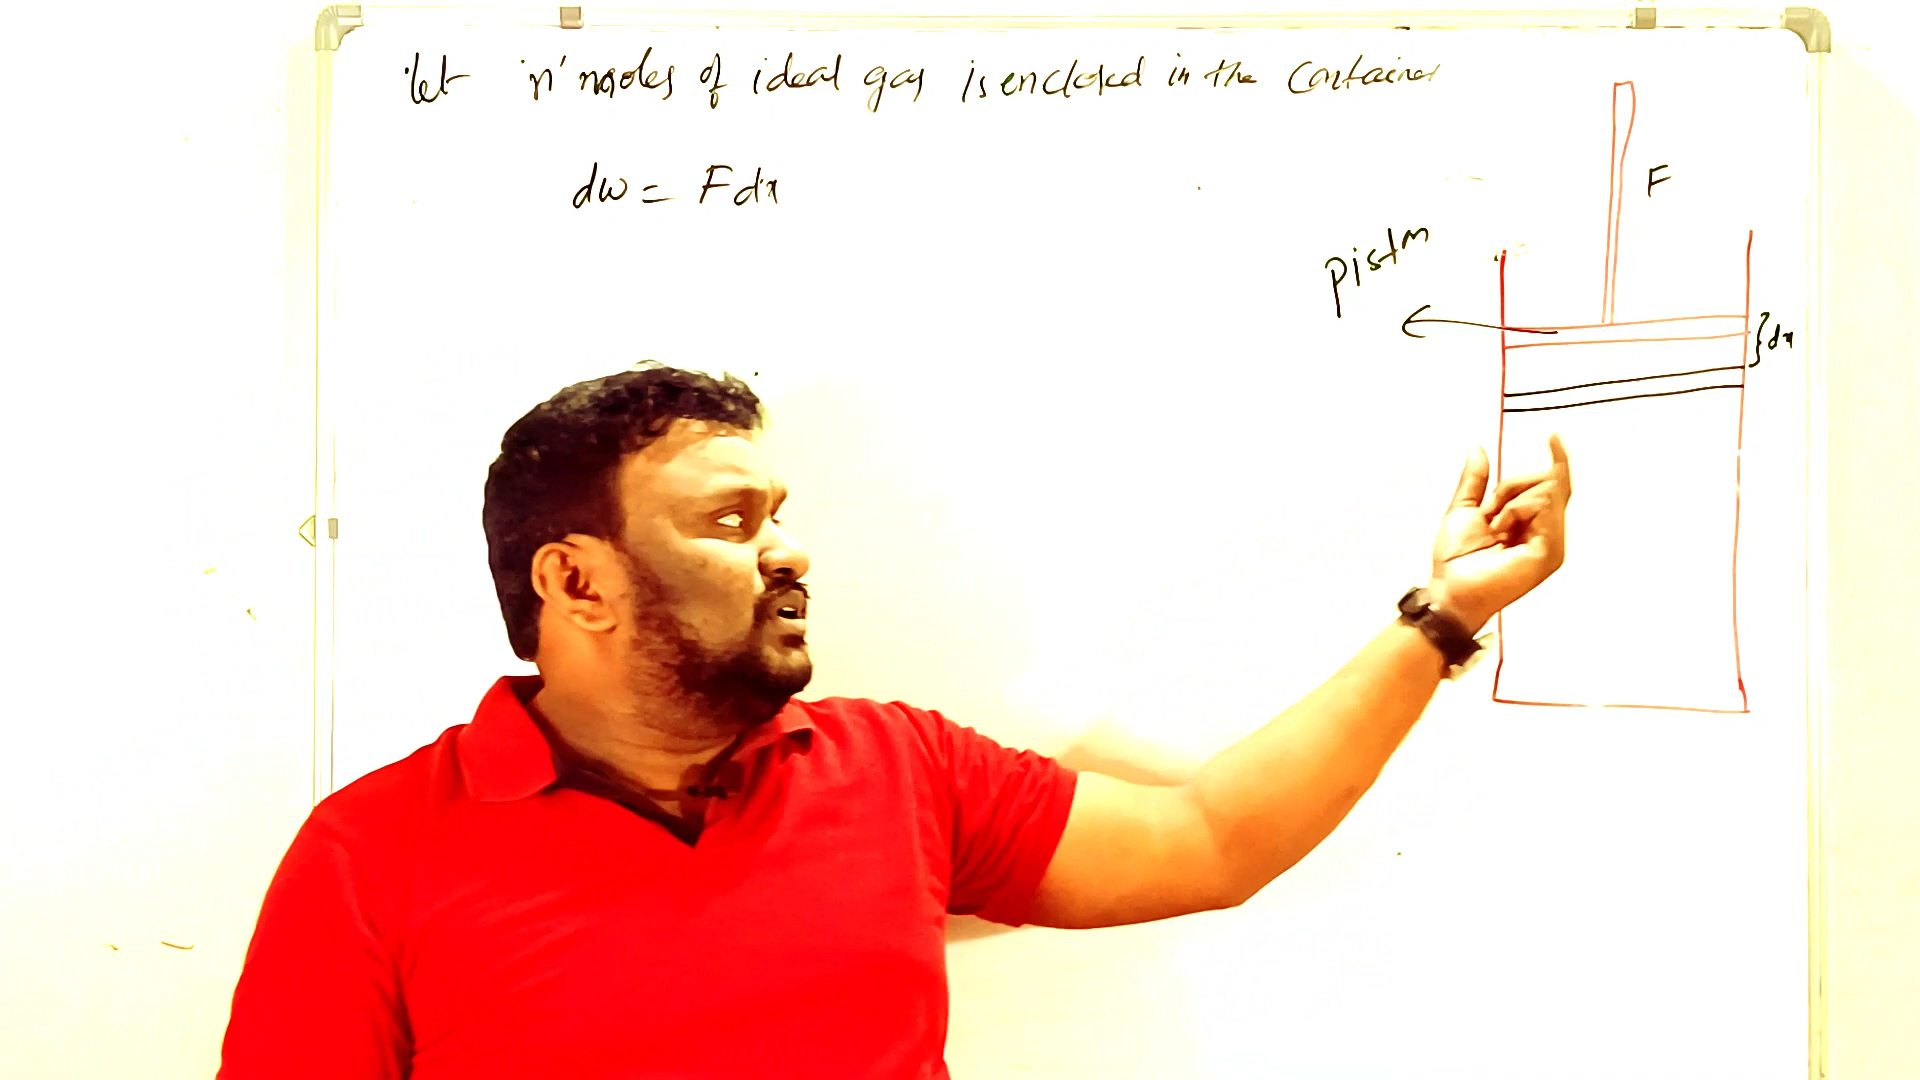 let 'n' moles of ideal gas is enclosed in the container
dw = Fdx
F
piston
dx